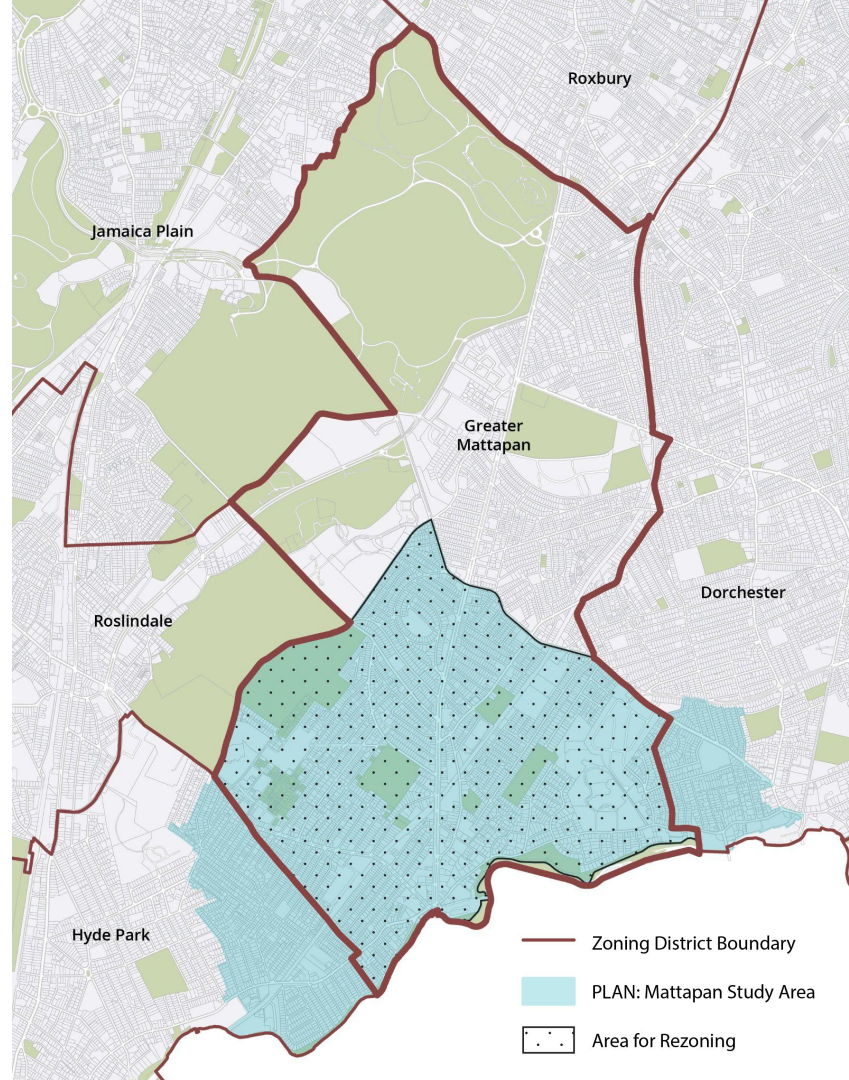 Roxbury
Jamaica Plain
Greater
Mattapan
Dorchester
Roslindale
Hyde Park
Zoning District Boundary
PLAN: Mattapan Study Area
Area for Rezoning